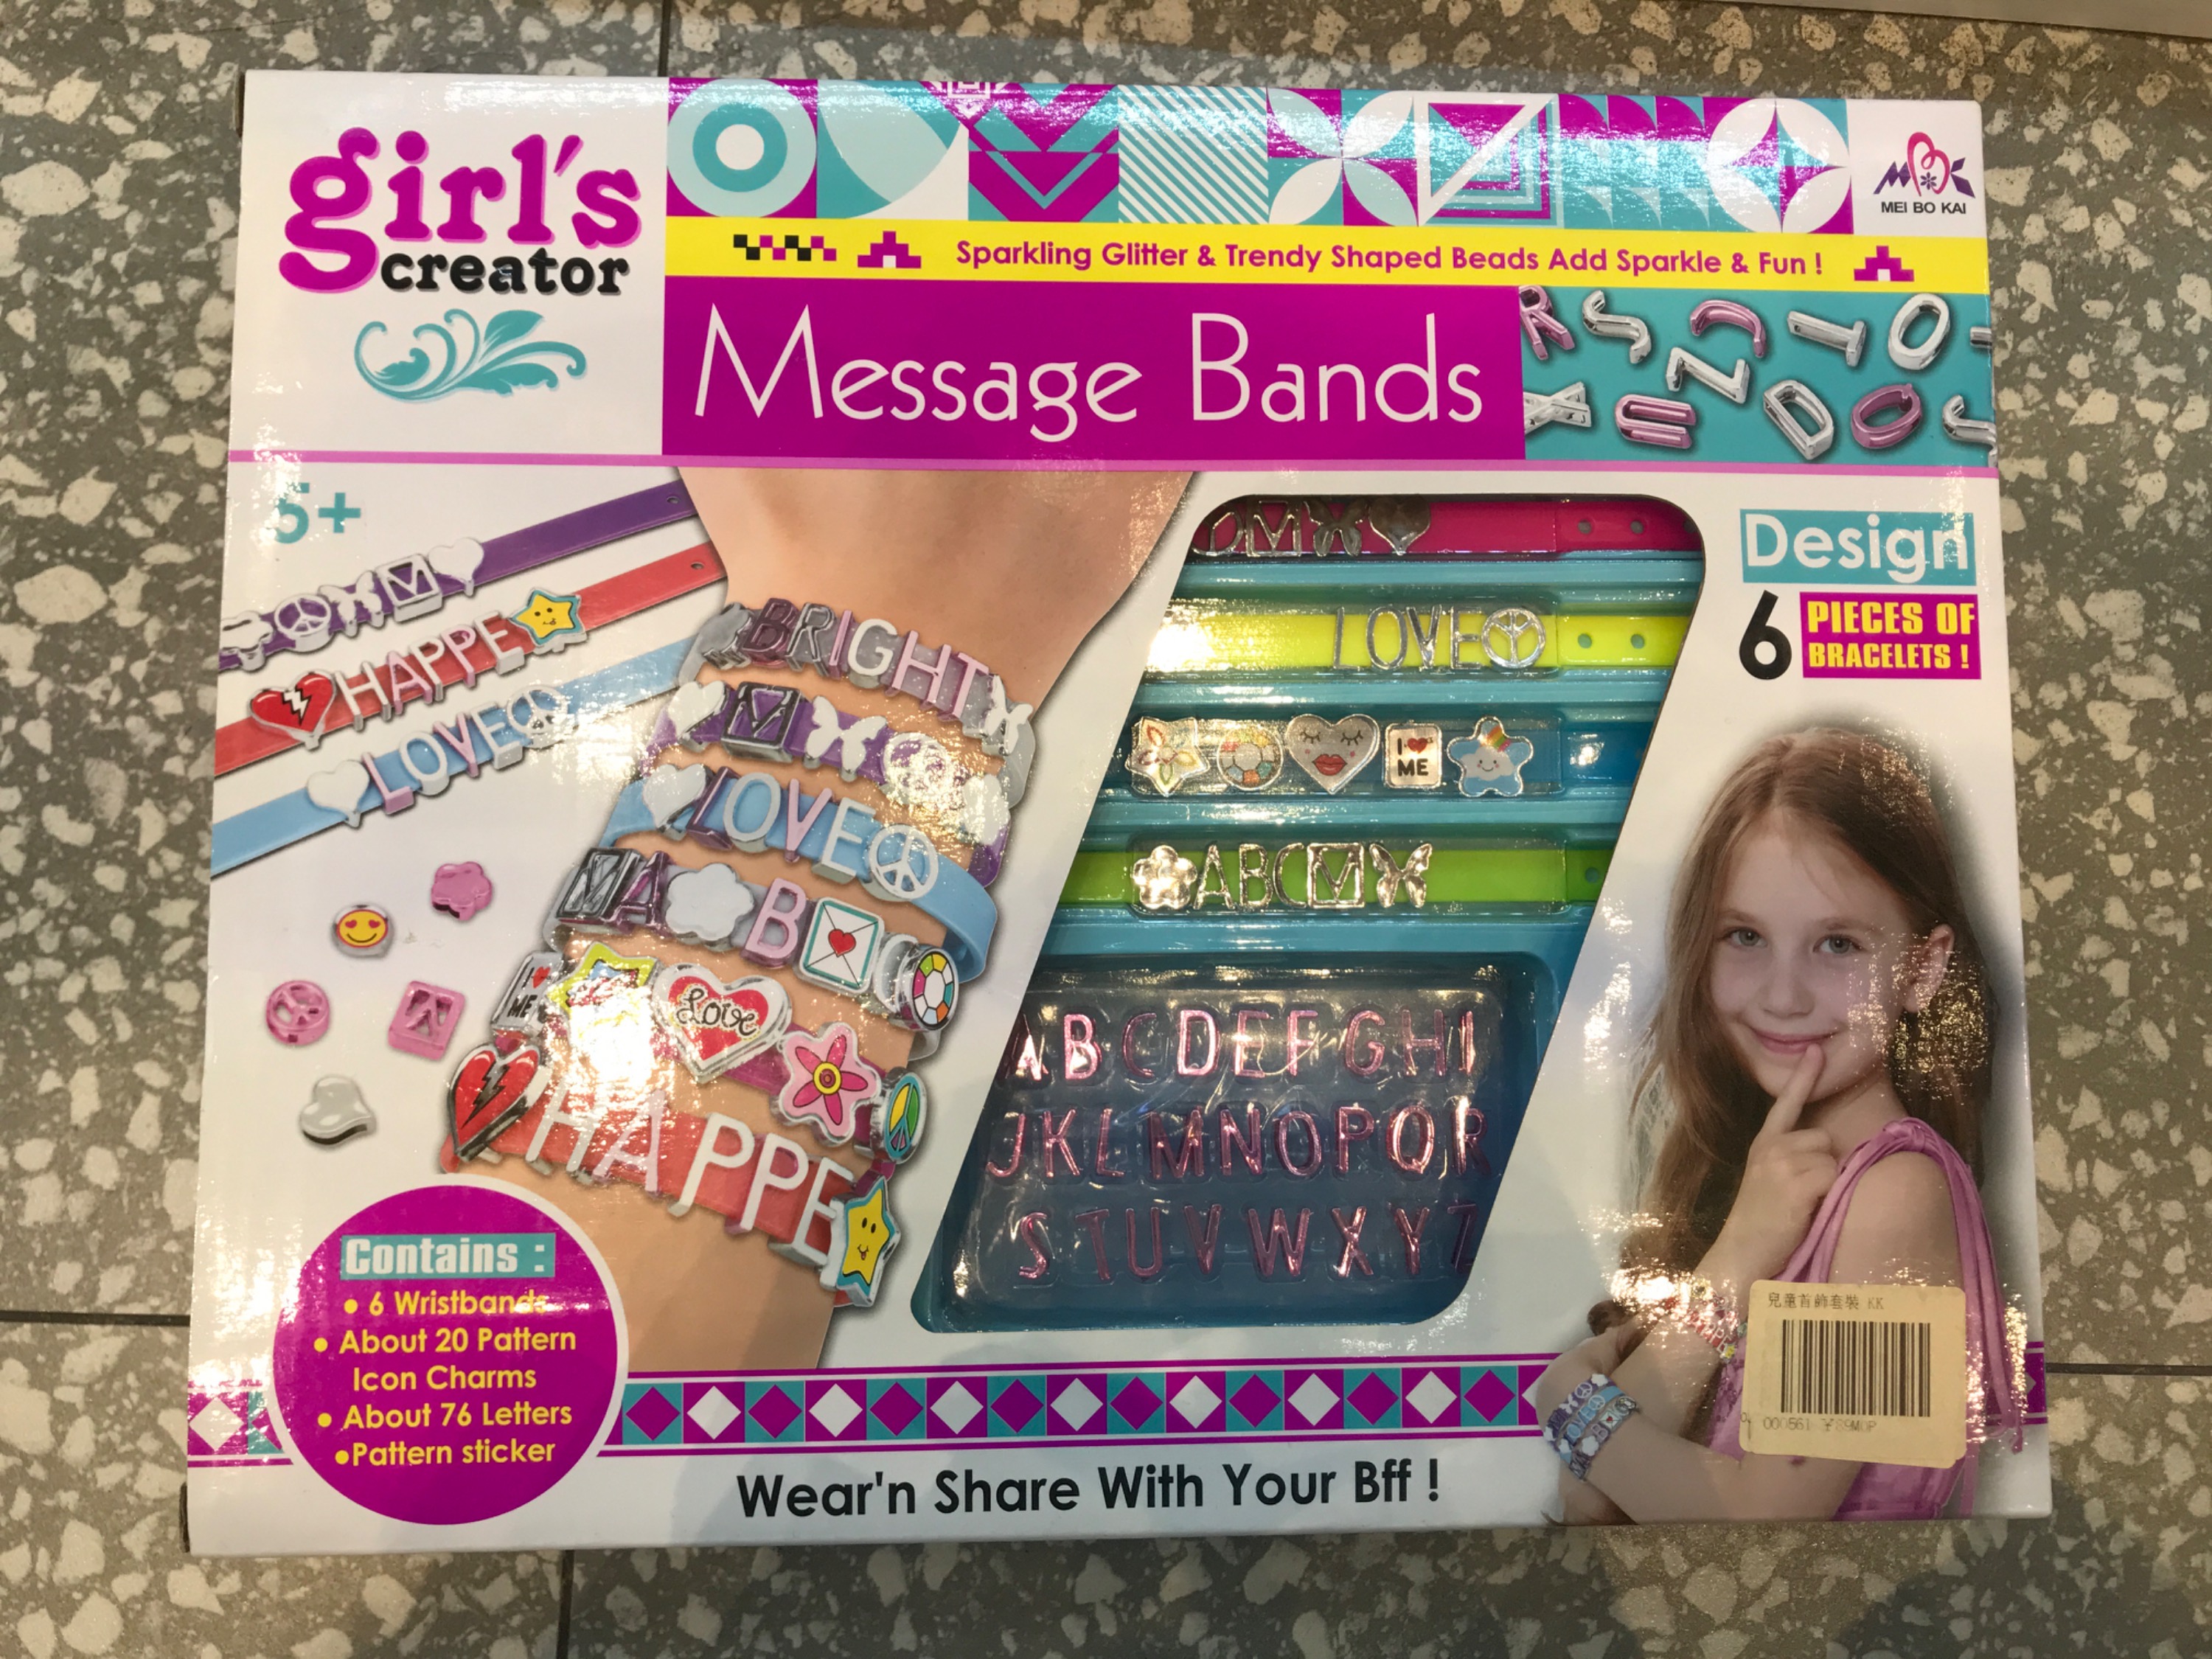 girl's
creator
MEI BO KAI
Sparkling Glitter & Trendy Shaped Beads Add Sparkle & Fun !
Message Bands
R S T O
N
X D O
5+
Design
6 PIECES OF
BRACELETS !
HAPPE
LOVE
BRIGHT
LOVE
A B
I ♥ ME
Love
HAPPE
M
LOVE
I ♥
ME
ABC
ABCDEFGHI
JKLMNOPQR
STUVWXYZ
Contains :
• 6 Wristbands
• About 20 Pattern
Icon Charms
• About 76 Letters
•Pattern sticker
Wear'n Share With Your Bff !
兒童首飾套裝 KK